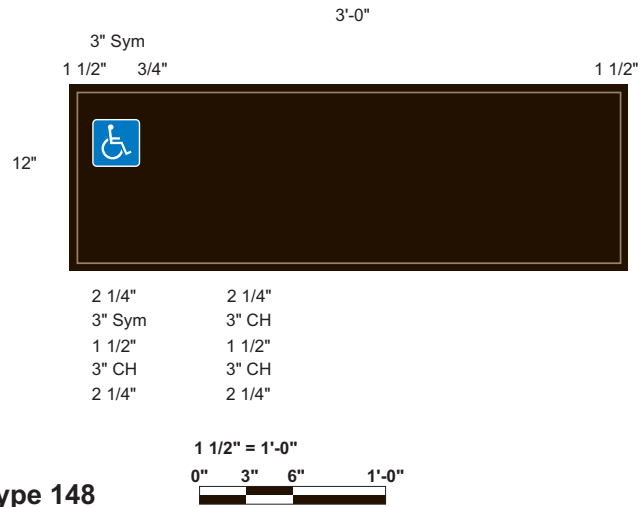 3'-0"
3" Sym
1 1/2" 3/4" 1 1/2"
12"
2 1/4" 2 1/4"
3" Sym 3" CH
1 1/2" 1 1/2"
3" CH 3" CH
2 1/4" 2 1/4"
1 1/2" = 1'-0"
0" 3" 6" 1'-0"
ype 148